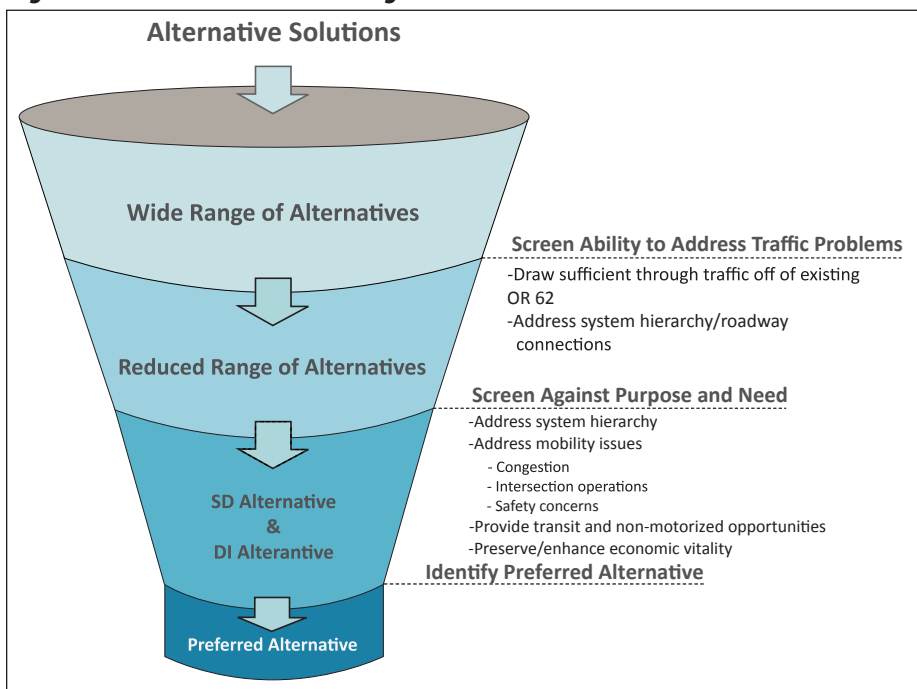 Alternative Solutions
Wide Range of Alternatives
Screen Ability to Address Traffic Problems
-Draw sufficient through traffic off of existing
OR 62
-Address system hierarchy/roadway
connections
Reduced Range of Alternatives
Screen Against Purpose and Need
-Address system hierarchy
-Address mobility issues
- Congestion
- Intersection operations
- Safety concerns
-Provide transit and non-motorized opportunities
-Preserve/enhance economic vitality
SD Alternative
&
DI Alterantive
Identify Preferred Alternative
Preferred Alternative